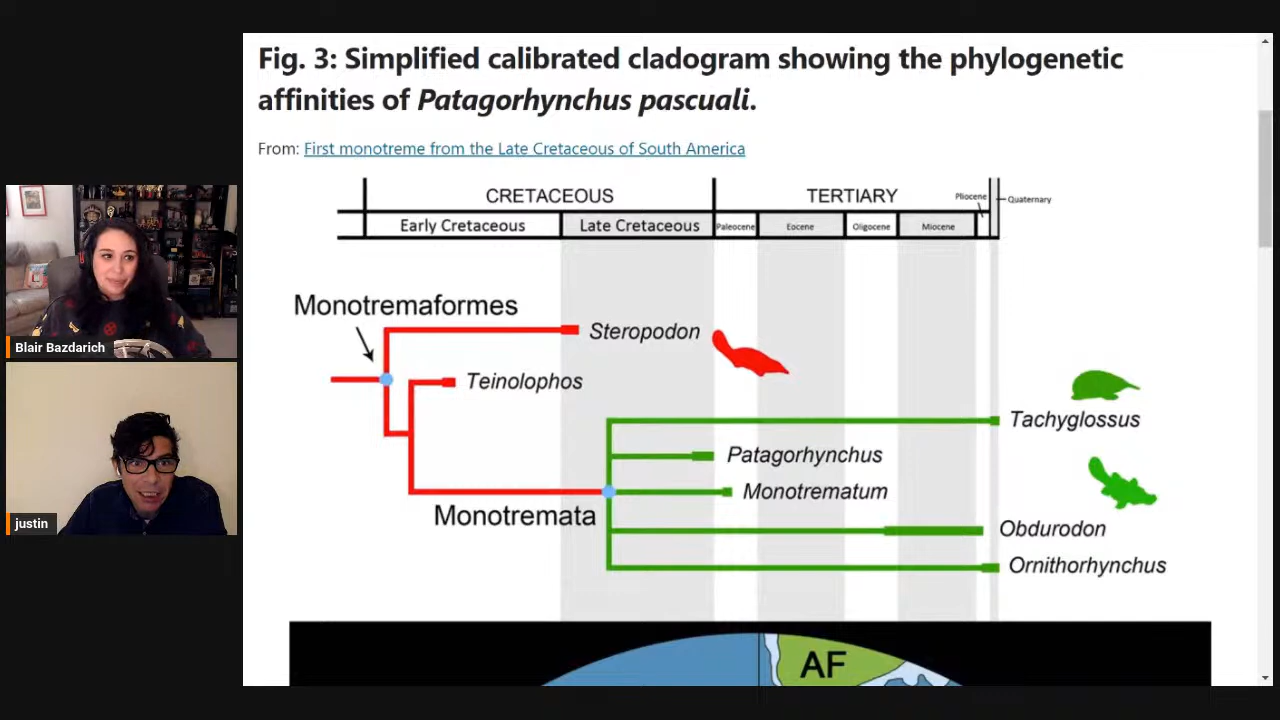 Fig. 3: Simplified calibrated cladogram showing the phylogenetic
affinities of Patagorhynchus pascuali.
From: First monotreme from the Late Cretaceous of South America
CRETACEOUS
TERTIARY
Pliocene
Quaternary
Early Cretaceous
Late Cretaceous
Paleocene
Eocene
Oligocene
Miocene
Monotremaformes
Steropodon
Teinolophos
Tachyglossus
Patagorhynchus
Monotrematum
Monotremata
Obdurodon
Ornithorhynchus
AF
Blair Bazdarich
justin